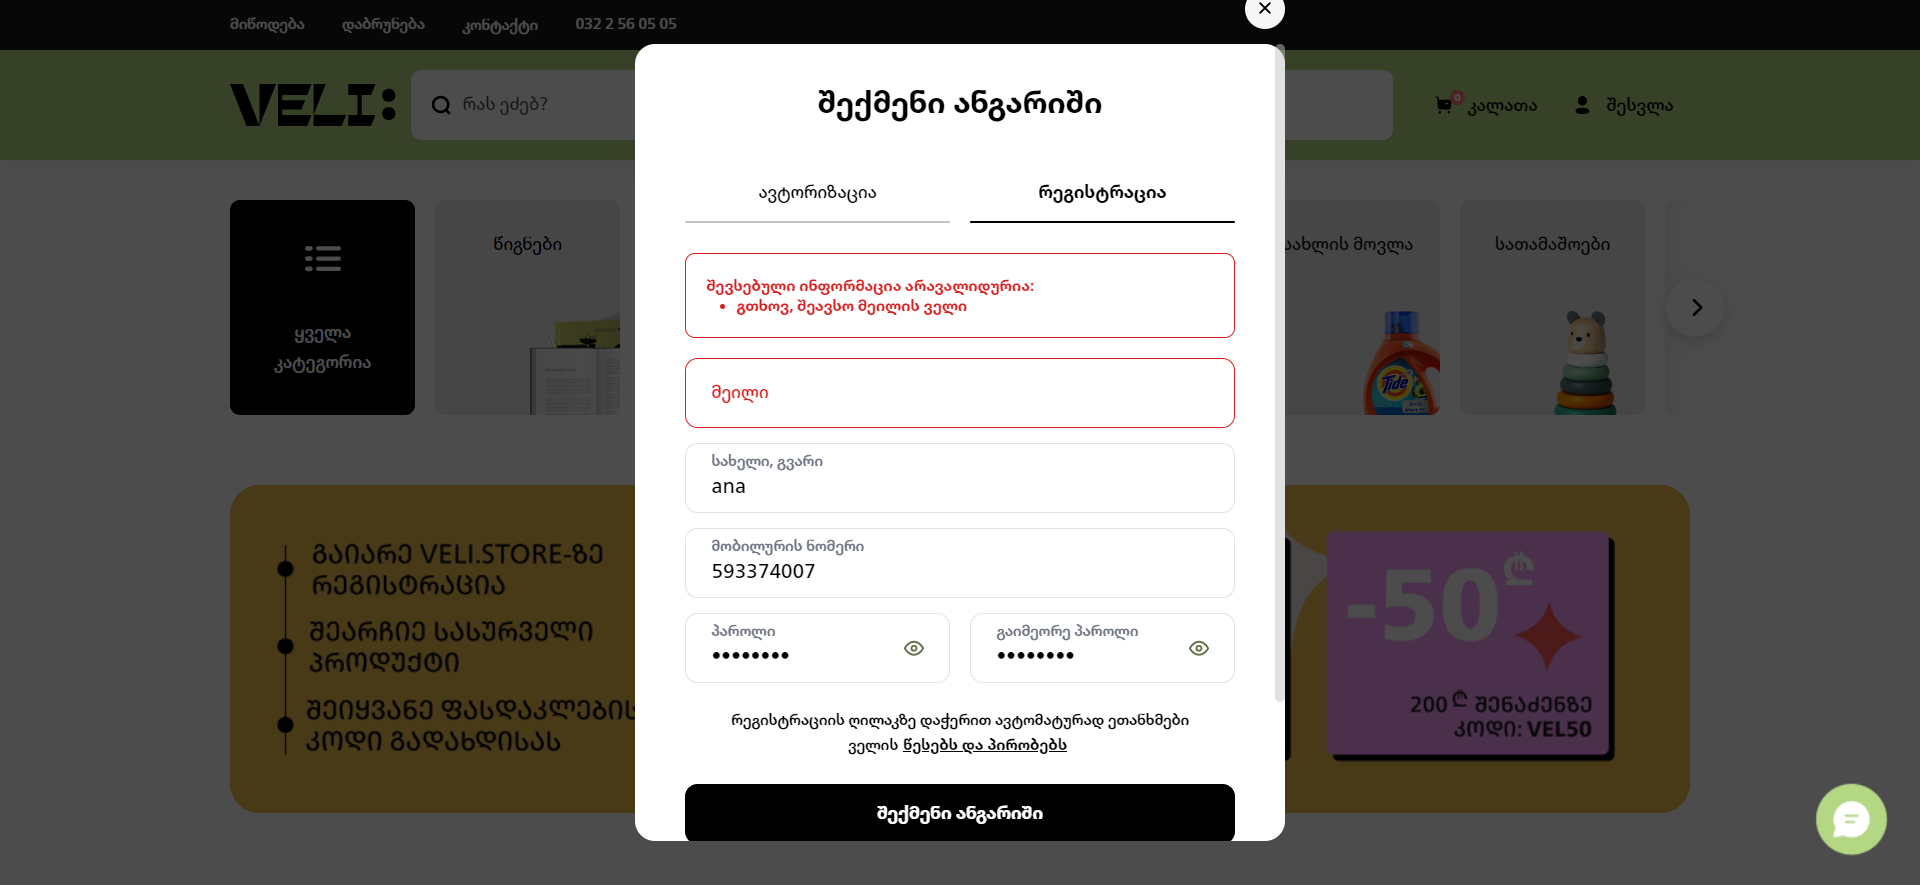 მიწოდება დაბრუნება კონტაქტი 032 2 56 05 05
VELI:
რას ეძებ?
0
კალათა
შესვლა
ყველა
კატეგორია
წიგნები
სახლის მოვლა
Tide
სათამაშოები
გაიარე VELI.STORE-ზე
რეგისტრაცია
შეარჩიე სასურველი
პროდუქტი
შეიყვანე ფასდაკლების
კოდი გადახდისას
-50₾
200 ₾ შენაძენზე
კოდი: VEL50
შექმენი ანგარიში
ავტორიზაცია
რეგისტრაცია
შევსებული ინფორმაცია არავალიდურია:
• გთხოვ, შეავსო მეილის ველი
მეილი
სახელი, გვარი
ana
მობილურის ნომერი
593374007
პაროლი
••••••••
გაიმეორე პაროლი
••••••••
რეგისტრაციის ღილაკზე დაჭერით ავტომატურად ეთანხმები
ველის წესებს და პირობებს
შექმენი ანგარიში